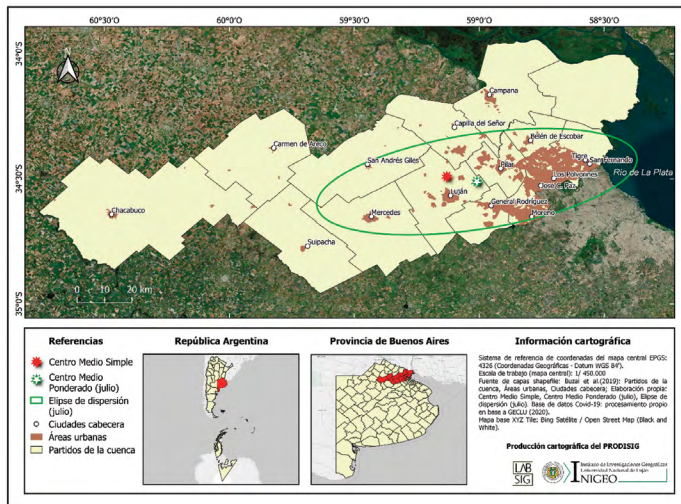 60°30'S
60°0'S
59°30'S
59°0'S
58°30'S
34°0'S
34°30'S
35°0'S
N
Campana
Capilla del Señor
Carmen de Areco
Belén de Escobar
San Andrés Giles
Pilar
Tigre
San Fernando
Río de La Plata
Los Polvorines
José C. Paz
Luján
General Rodríguez
Chacabuco
Mercedes
Moreno
Suipacha
0 10 20 km
Referencias
Centro Medio Simple
Centro Medio
Ponderado (julio)
Elipse de dispersión
(julio)
Ciudades cabecera
Áreas urbanas
Partidos de la cuenca
República Argentina
Provincia de Buenos Aires
Información cartográfica
Sistema de referencia de coordenadas del mapa central EPGS:
4326 (Coordenadas Geográficas - Datum WGS 84').
Escala de trabajo (mapa central): 1/ 450.000
Fuente de capas shapefile: Buzai et al.(2019): Partidos de la
cuenca, Áreas urbanas, Ciudades cabecera; Elaboración propia:
Centro Medio Simple, Centro Medio Ponderado (julio), Elipse de
dispersión (julio). Base de datos Covid-19: procesamiento propio
en base a GECLU (2020).
Mapa base XYZ Tile: Bing Satélite / Open Street Map (Black and
White).
Producción cartográfica del PRODISIG
LAB
SIG
Instituto de Investigaciones Geográficas
Universidad Nacional de Luján
INIGEO